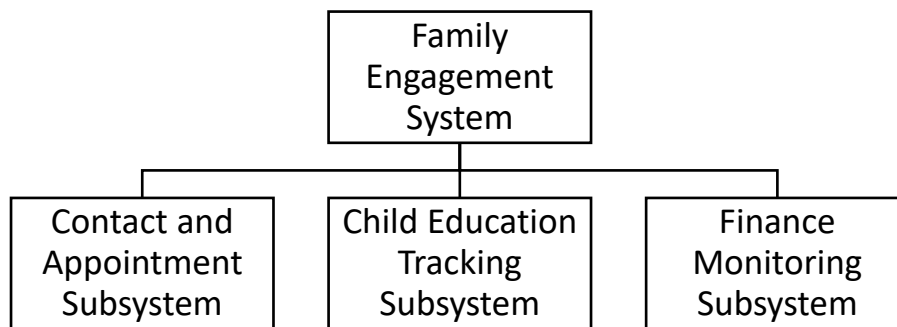 Family
Engagement
System
Contact and
Appointment
Subsystem
Child Education
Tracking
Subsystem
Finance
Monitoring
Subsystem